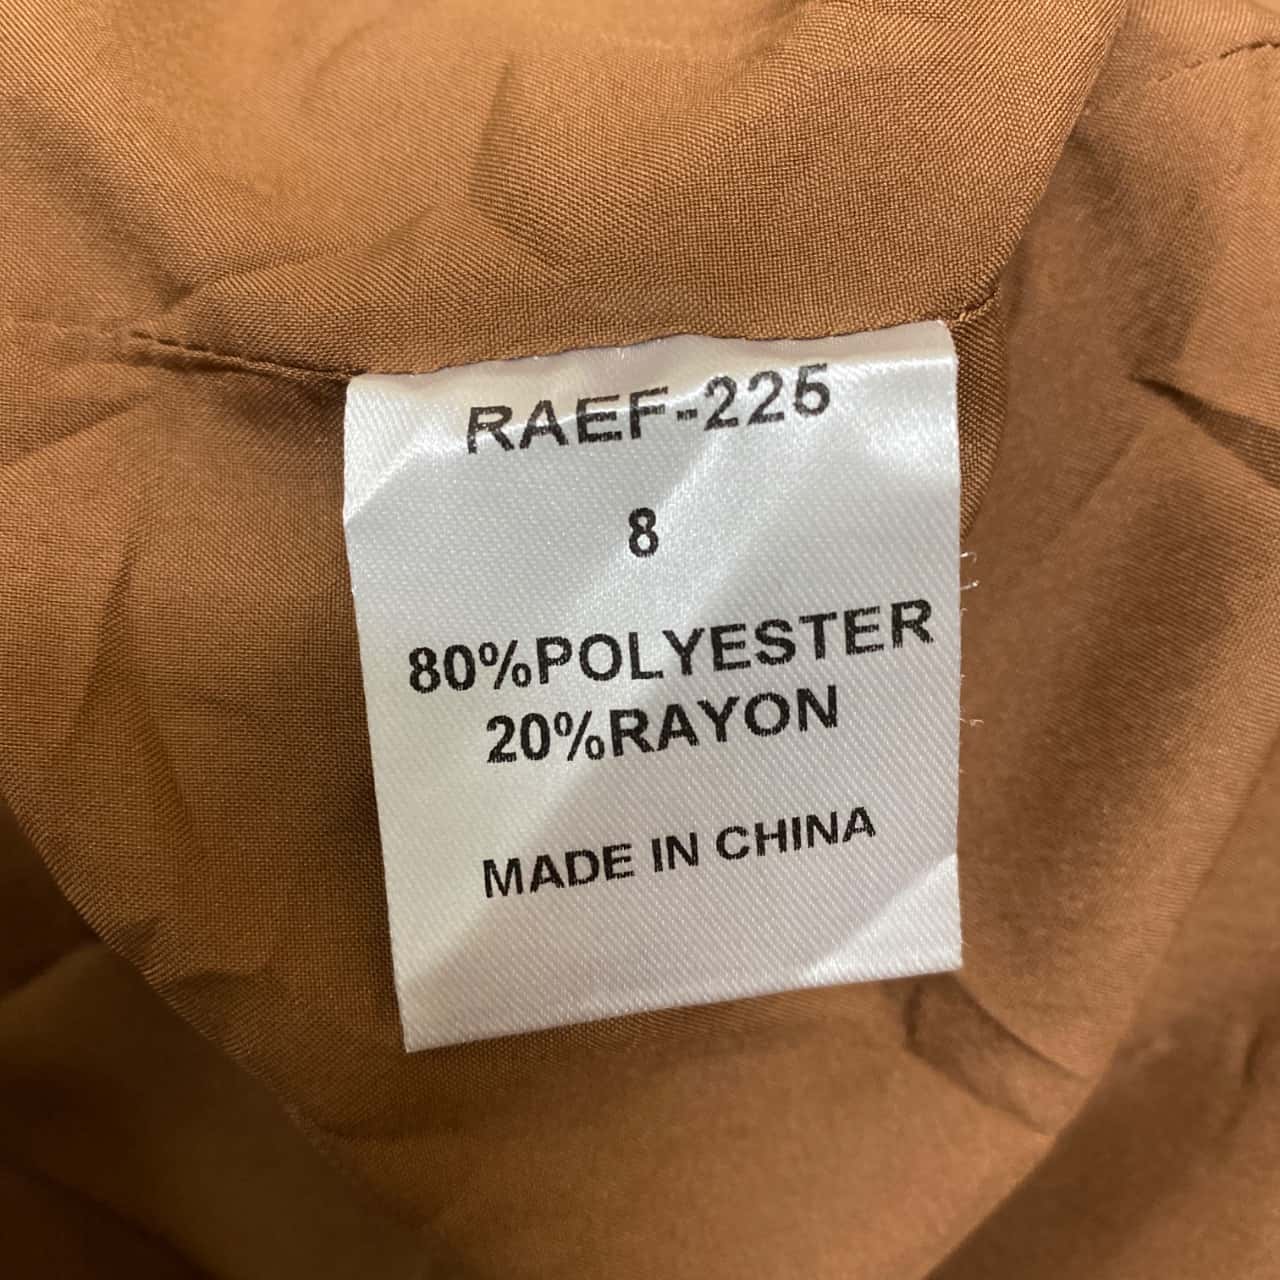 RAEF-225
8
80%POLYESTER
20%RAYON
MADE IN CHINA